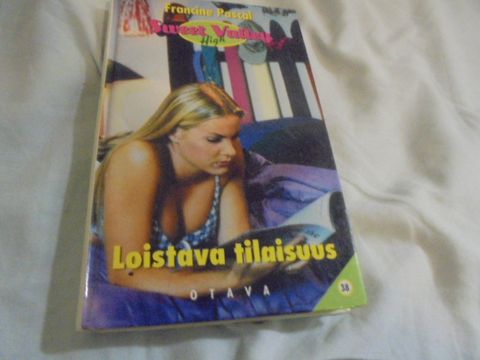 Francine Pascal
Sweet Valley
High
Loistava tilaisuus
OTAVA
38